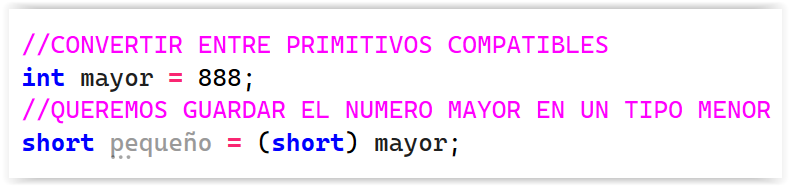 //CONVERTIR ENTRE PRIMITIVOS COMPATIBLES
int mayor = 888;
//QUEREMOS GUARDAR EL NUMERO MAYOR EN UN TIPO MENOR
short pequeño = (short) mayor;